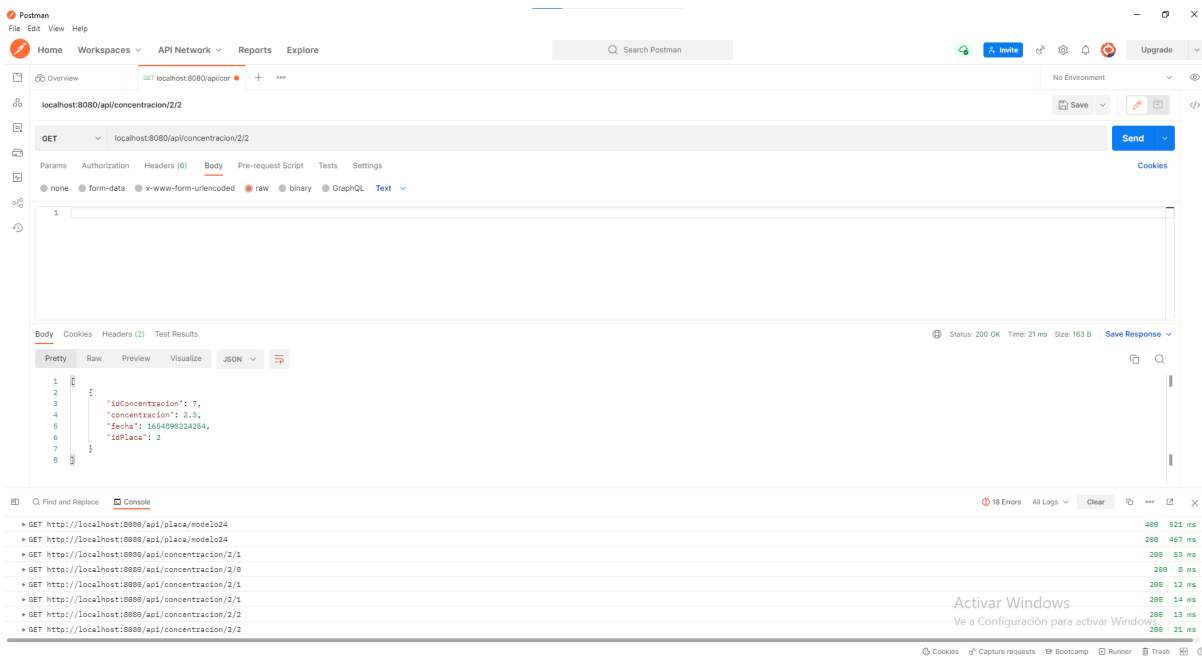 Postman
File Edit View Help
Home Workspaces API Network Reports Explore Search Postman Invite Upgrade
Overview GET localhost:8080/api/cor No Environment
localhost:8080/api/concentracion/2/2 Save
GET localhost:8080/api/concentracion/2/2 Send
Params Authorization Headers (6) Body Pre-request Script Tests Settings Cookies
none form-data x-www-form-urlencoded raw binary GraphQL Text
1
Body Cookies Headers (2) Test Results Status: 200 OK Time: 21 ms Size: 163 B Save Response
Pretty Raw Preview Visualize JSON
1 [
2 {
3 "idConcentracion": 7,
4 "concentracion": 2.3,
5 "fecha": 1654890224254,
6 "idPlaca": 2
7 }
8 ]
Find and Replace Console 18 Errors All Logs Clear
GET http://localhost:8080/api/placa/modelo24 400 521 ms
GET http://localhost:8080/api/placa/modelo24 200 467 ms
GET http://localhost:8080/api/concentracion/2/1 200 53 ms
GET http://localhost:8080/api/concentracion/2/0 200 8 ms
GET http://localhost:8080/api/concentracion/2/1 200 12 ms
GET http://localhost:8080/api/concentracion/2/1 200 14 ms
Activar Windows
GET http://localhost:8080/api/concentracion/2/2 200 13 ms
Ve a Configuración para activar Windows.
GET http://localhost:8080/api/concentracion/2/2 200 21 ms
Cookies Capture requests Bootcamp Runner Trash